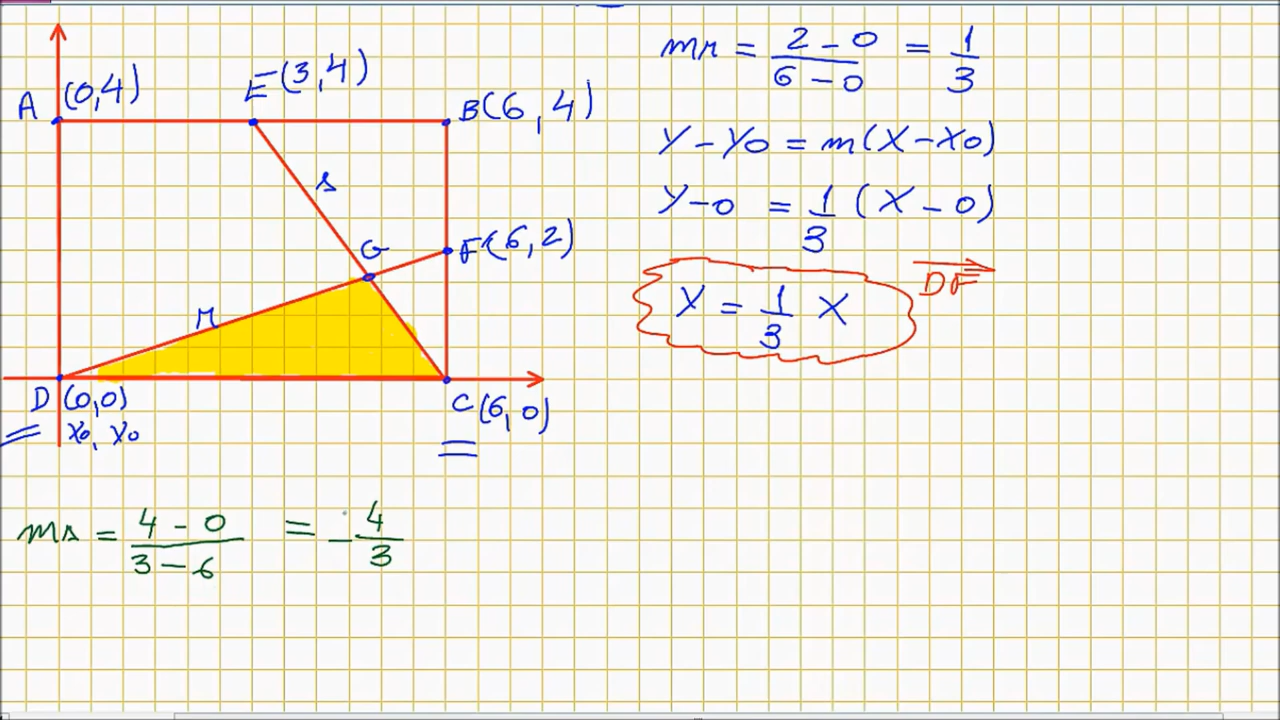 mr = 2 - 0 / 6 - 0 = 1/3
A (0,4)
E (3,4)
B(6,4)
y - y0 = m(x - x0)
s
y - 0 = 1/3 (x - 0)
G
F(6,2)
DF
y = 1/3 x
r
D (0,0)
x0, y0
C (6,0)
ms = 4 - 0 / 3 - 6 = - 4/3